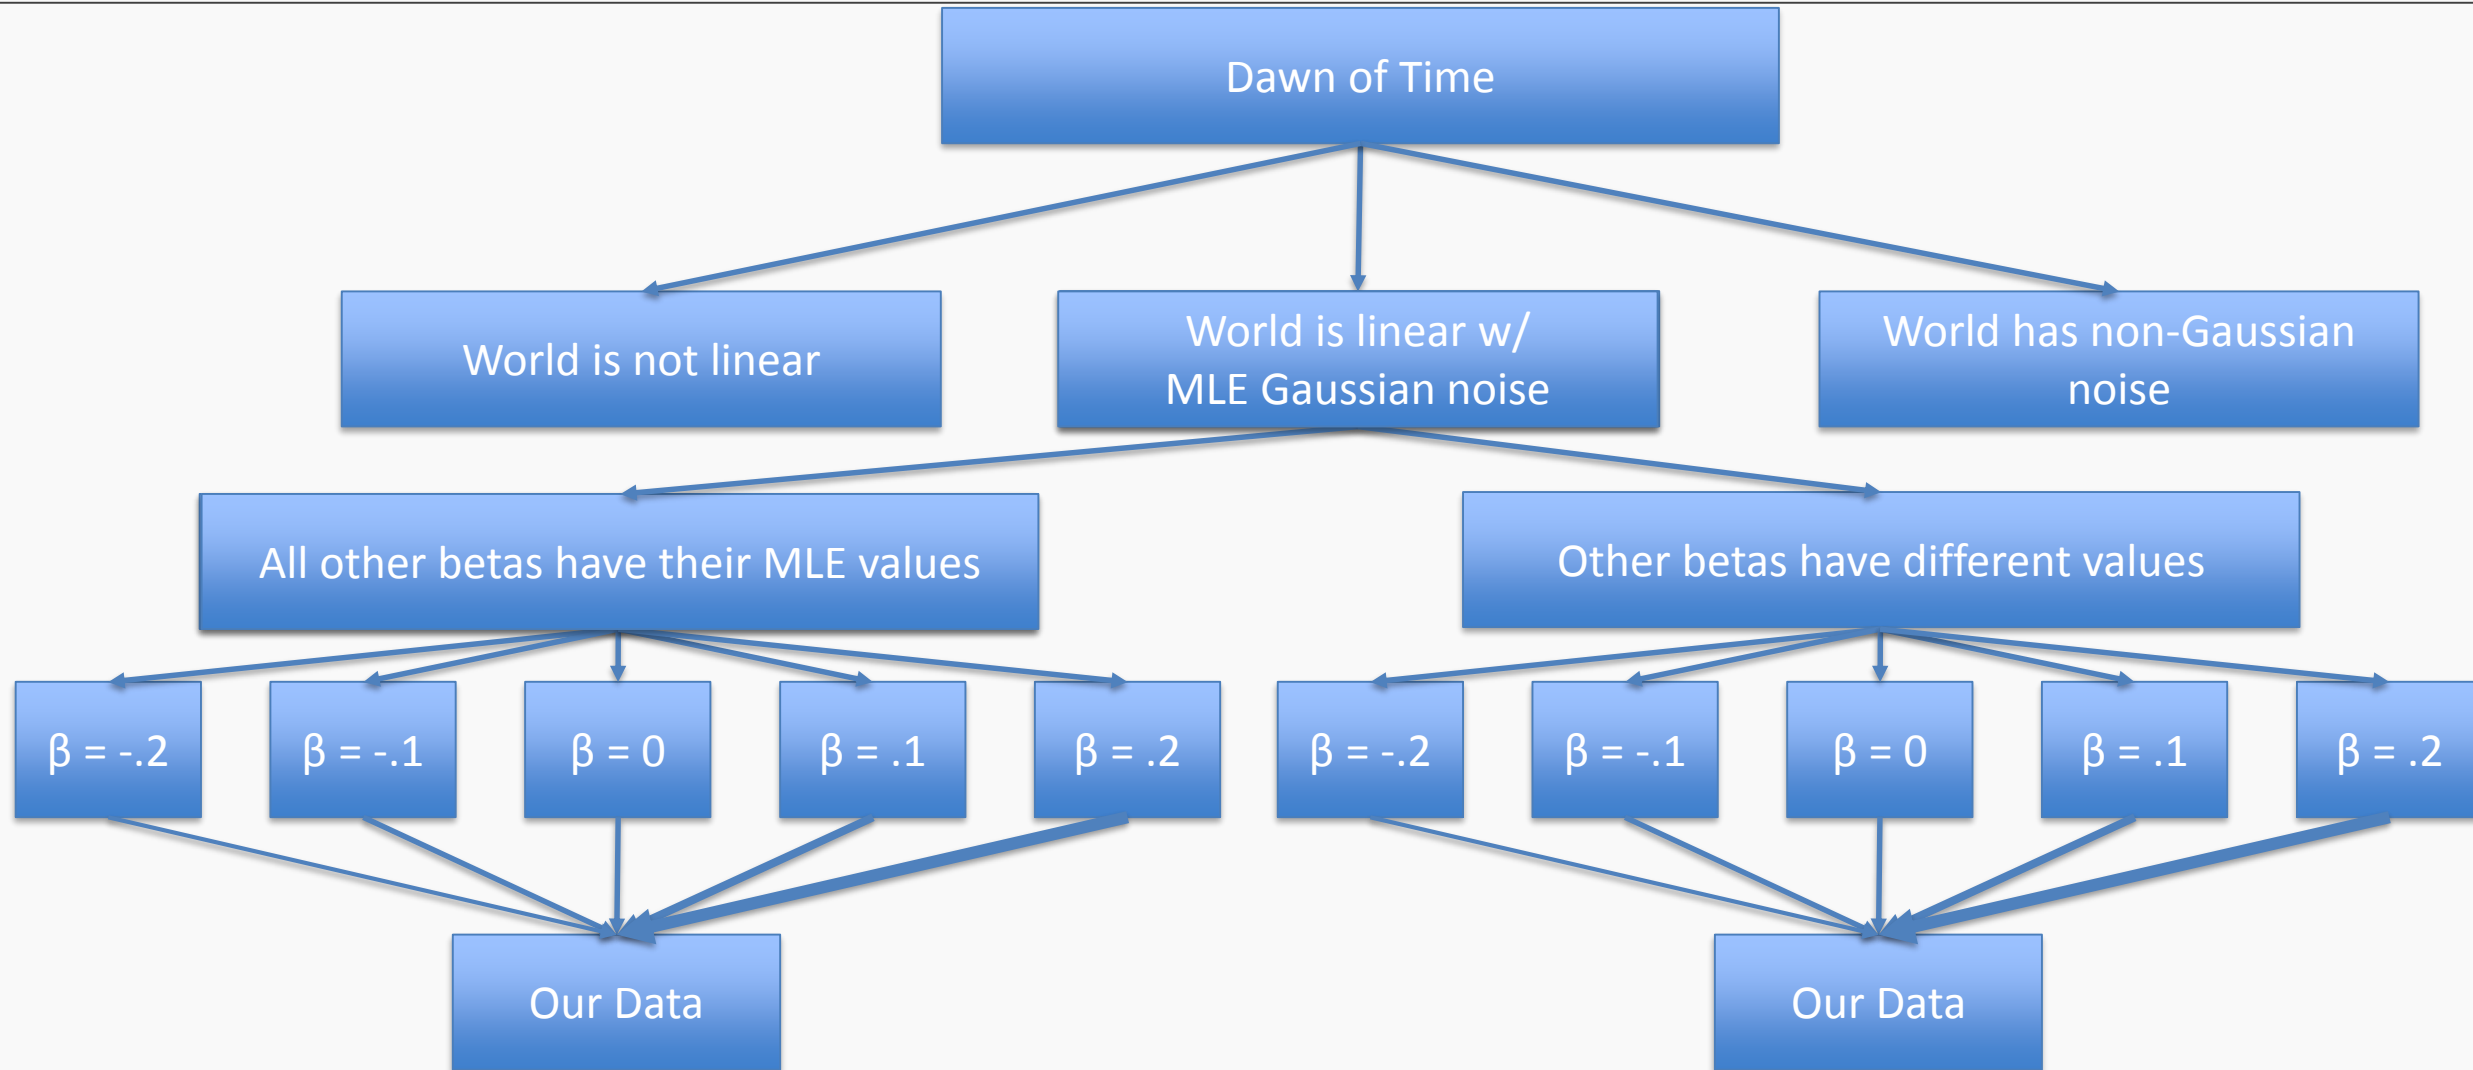 Dawn of Time
World is not linear
World is linear w/
MLE Gaussian noise
World has non-Gaussian
noise
All other betas have their MLE values
Other betas have different values
β = -.2
β = -.1
β = 0
β = .1
β = .2
β = -.2
β = -.1
β = 0
β = .1
β = .2
Our Data
Our Data